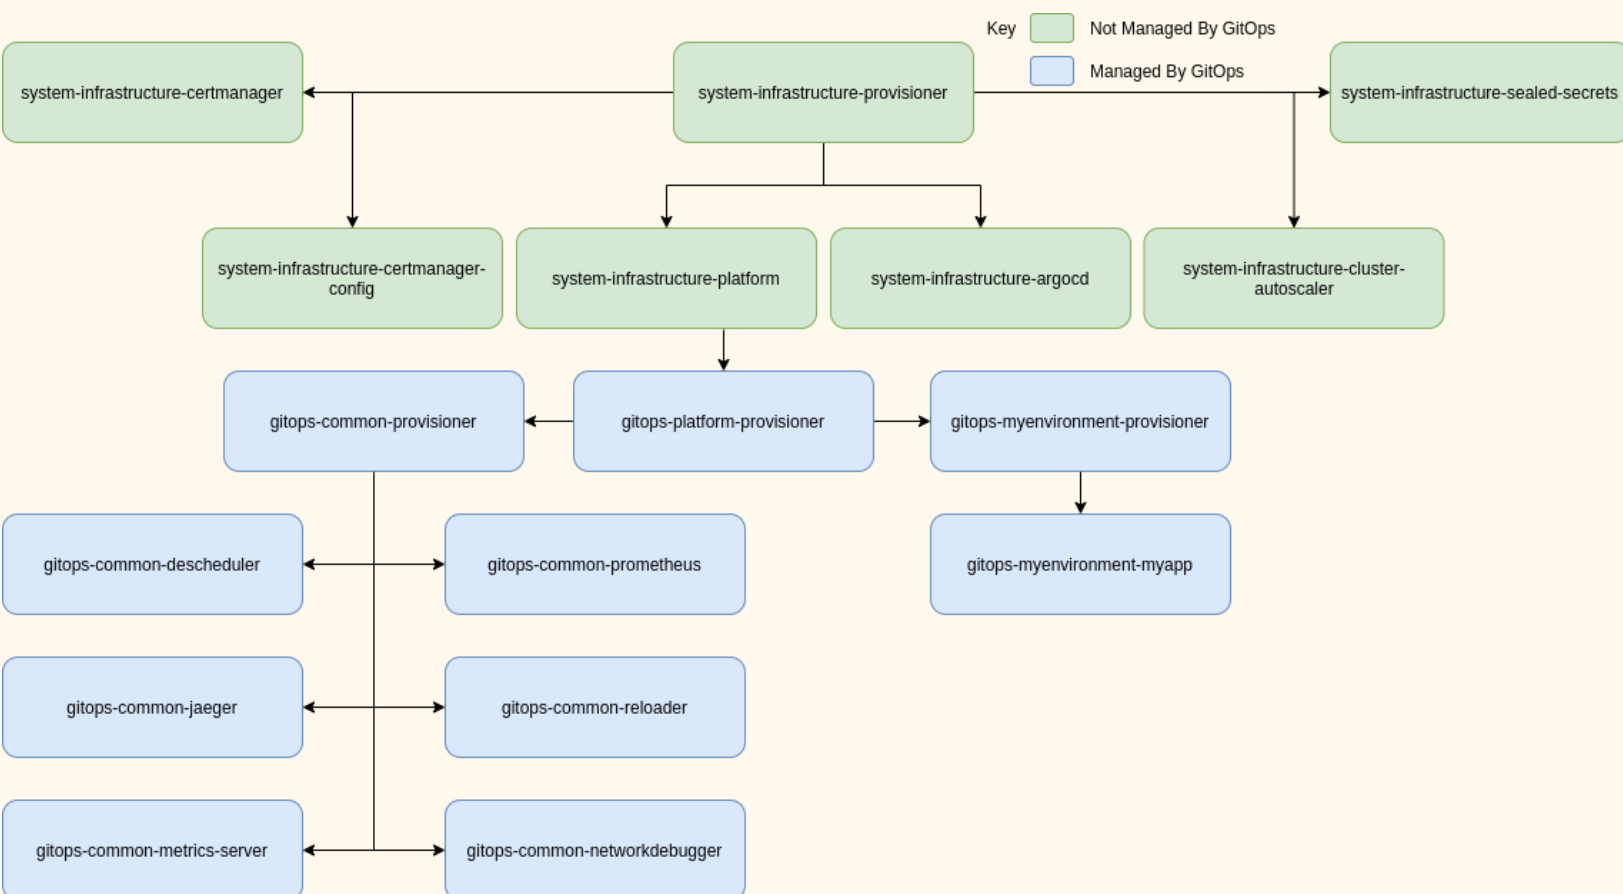 Key
Not Managed By GitOps
Managed By GitOps
system-infrastructure-certmanager
system-infrastructure-provisioner
system-infrastructure-sealed-secrets
system-infrastructure-certmanager-
config
system-infrastructure-platform
system-infrastructure-argocd
system-infrastructure-cluster-
autoscaler
gitops-common-provisioner
gitops-platform-provisioner
gitops-myenvironment-provisioner
gitops-common-descheduler
gitops-common-prometheus
gitops-myenvironment-myapp
gitops-common-jaeger
gitops-common-reloader
gitops-common-metrics-server
gitops-common-networkdebugger